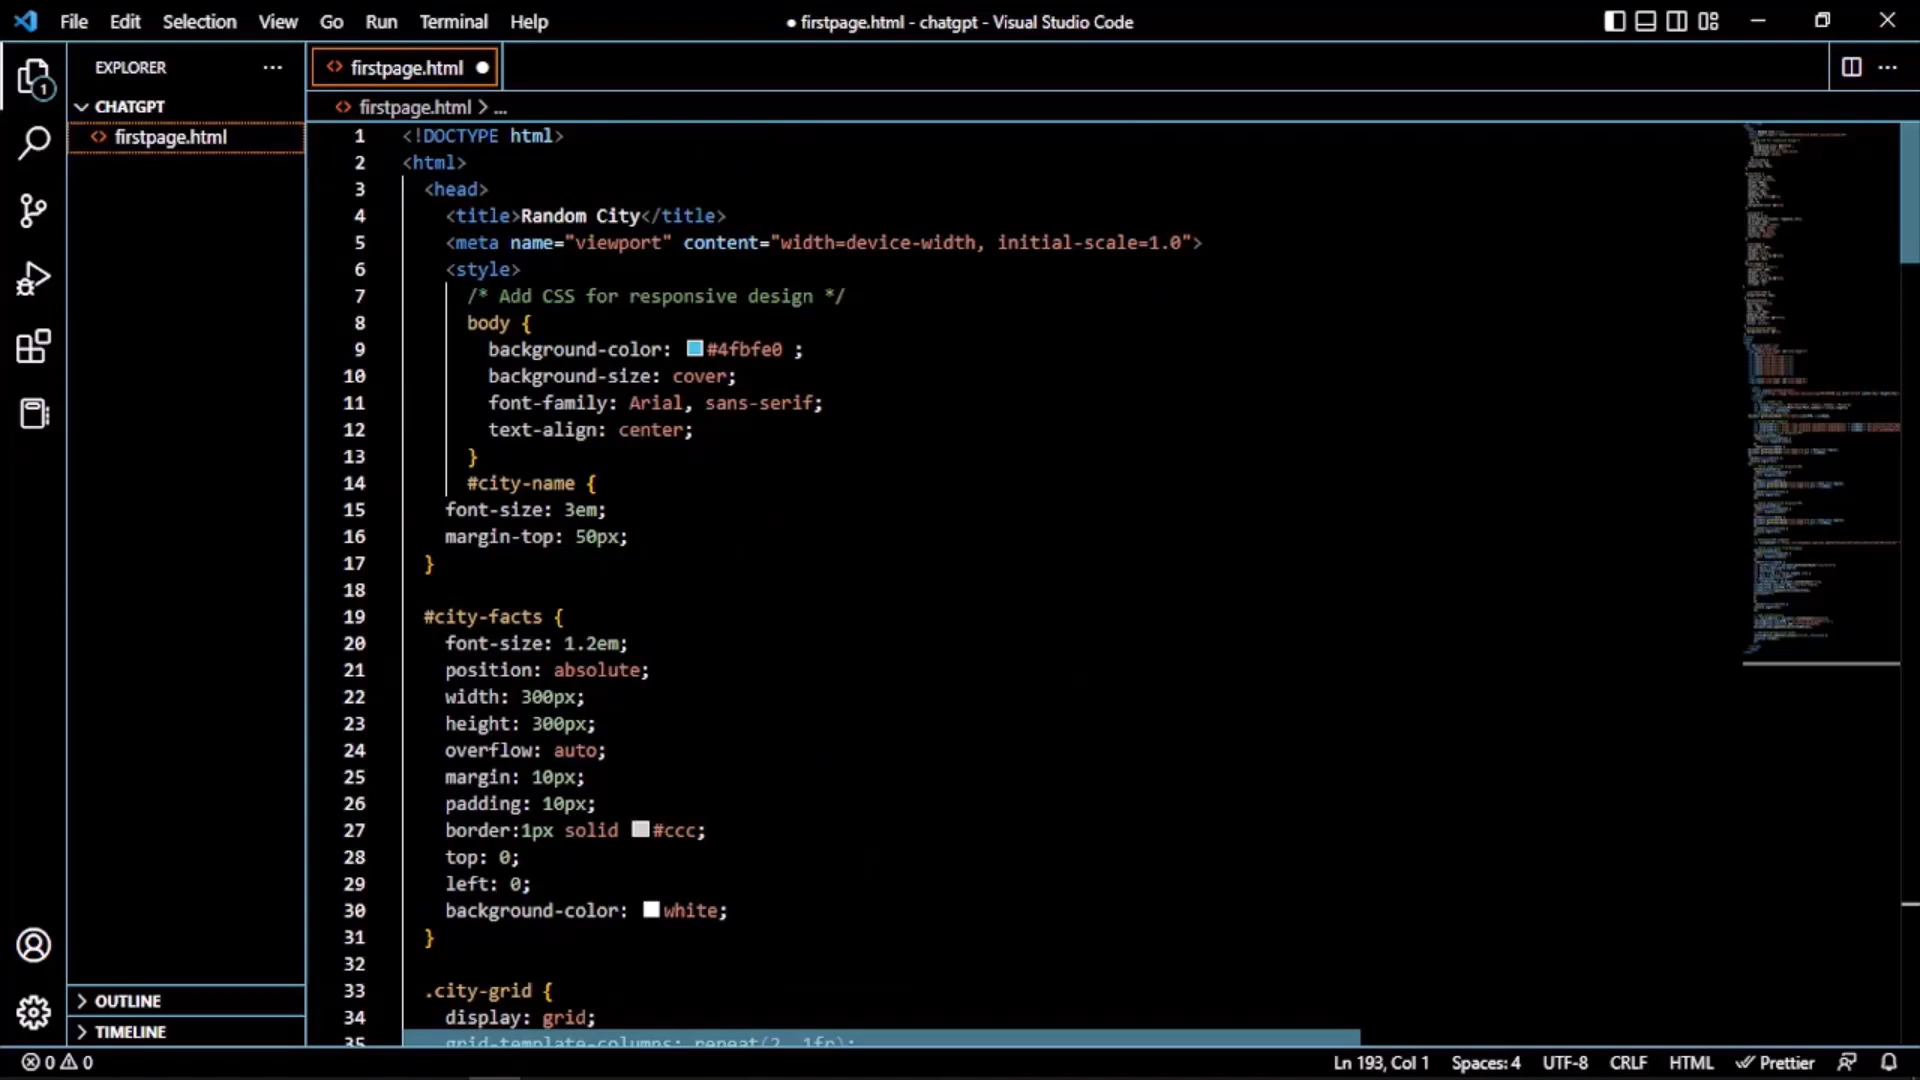 File Edit Selection View Go Run Terminal Help
● firstpage.html - chatgpt - Visual Studio Code
EXPLORER
firstpage.html
1
CHATGPT
firstpage.html > ...
firstpage.html
1 <!DOCTYPE html>
2 <html>
3 <head>
4 <title>Random City</title>
5 <meta name="viewport" content="width=device-width, initial-scale=1.0">
6 <style>
7 /* Add CSS for responsive design */
8 body {
9 background-color: #4fbfe0 ;
10 background-size: cover;
11 font-family: Arial, sans-serif;
12 text-align: center;
13 }
14 #city-name {
15 font-size: 3em;
16 margin-top: 50px;
17 }
18
19 #city-facts {
20 font-size: 1.2em;
21 position: absolute;
22 width: 300px;
23 height: 300px;
24 overflow: auto;
25 margin: 10px;
26 padding: 10px;
27 border:1px solid #ccc;
28 top: 0;
29 left: 0;
30 background-color: white;
31 }
32
33 .city-grid {
34 display: grid;
35 grid-template-columns: repeat(2, 1fr);
OUTLINE
TIMELINE
0 0
Ln 193, Col 1 Spaces: 4 UTF-8 CRLF HTML Prettier